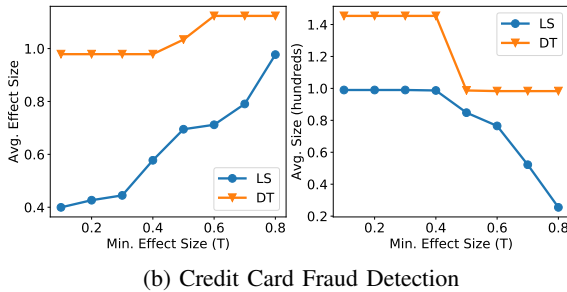 Avg. Effect Size
1.0
0.8
0.6
0.4
0.2
0.4
0.6
0.8
Min. Effect Size (T)
LS
DT
Avg. Size (hundreds)
1.4
1.2
1.0
0.8
0.6
0.4
0.2
0.2
0.4
0.6
0.8
Min. Effect Size (T)
LS
DT
(b) Credit Card Fraud Detection